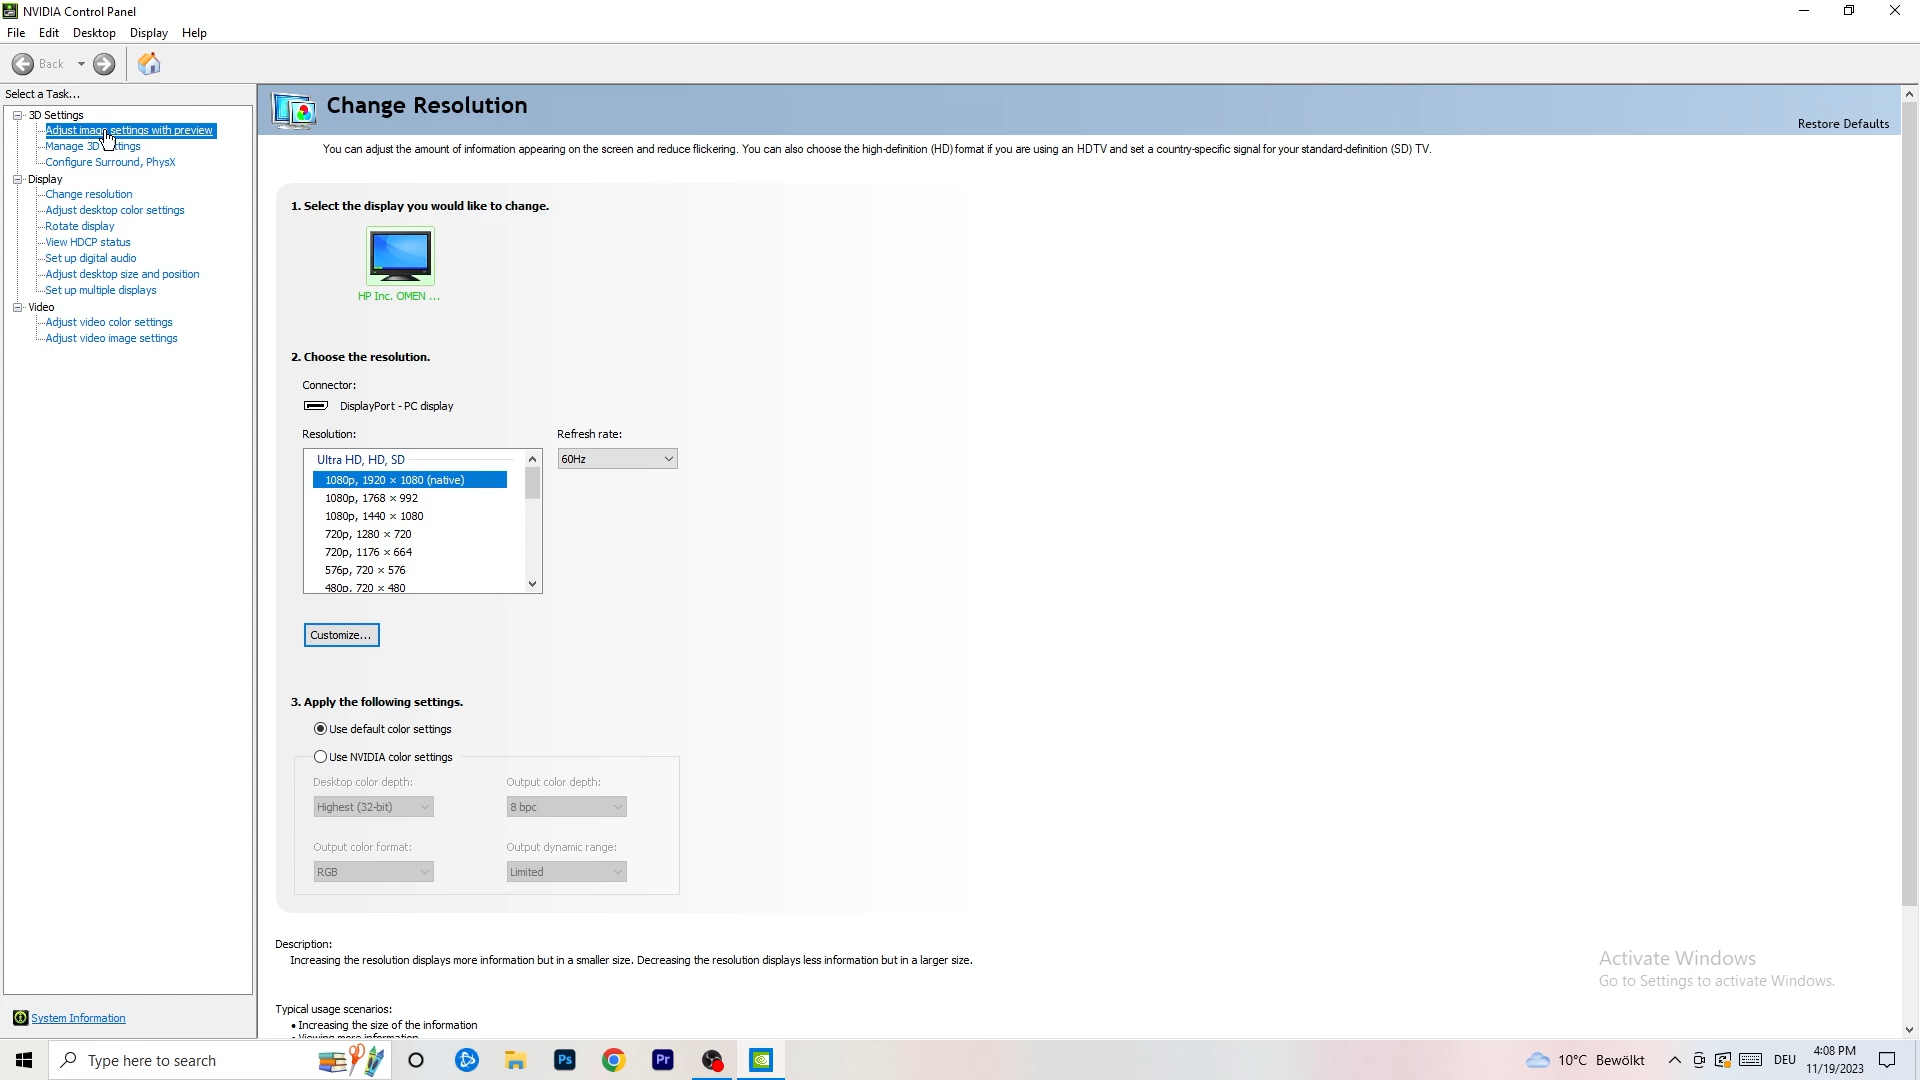 NVIDIA Control Panel
File Edit Desktop Display Help
Back
Select a Task...
3D Settings
Adjust image settings with preview
Manage 3D
Configure Surround, PhysX
Display
Change resolution
Adjust desktop color settings
Rotate display
View HDCP status
Set up digital audio
Adjust desktop size and position
Set up multiple displays
Video
Adjust video color settings
Adjust video image settings
System Information
Change Resolution
Restore Defaults
You can adjust the amount of information appearing on the screen and reduce flickering. You can also choose the high-definition (HD) format if you are using an HDTV and set a country-specific signal for your standard-definition (SD) TV.
1. Select the display you would like to change.
HP Inc. OMEN ...
2. Choose the resolution.
Connector:
DisplayPort - PC display
Resolution:
Refresh rate:
Ultra HD, HD, SD
60Hz
1080p, 1920 × 1080 (native)
1080p, 1768 × 992
1080p, 1440 × 1080
720p, 1280 × 720
720p, 1176 × 664
576p, 720 × 576
480p, 720 × 480
Customize...
3. Apply the following settings.
Use default color settings
Use NVIDIA color settings
Desktop color depth:
Output color depth:
Highest (32-bit)
8 bpc
Output color format:
Output dynamic range:
RGB
Limited
Description:
Increasing the resolution displays more information but in a smaller size. Decreasing the resolution displays less information but in a larger size.
Typical usage scenarios:
• Increasing the size of the information
• Viewing more information
Activate Windows
Go to Settings to activate Windows.
Type here to search
Ps
Pr
10°C Bewölkt
DEU
4:08 PM
11/19/2023